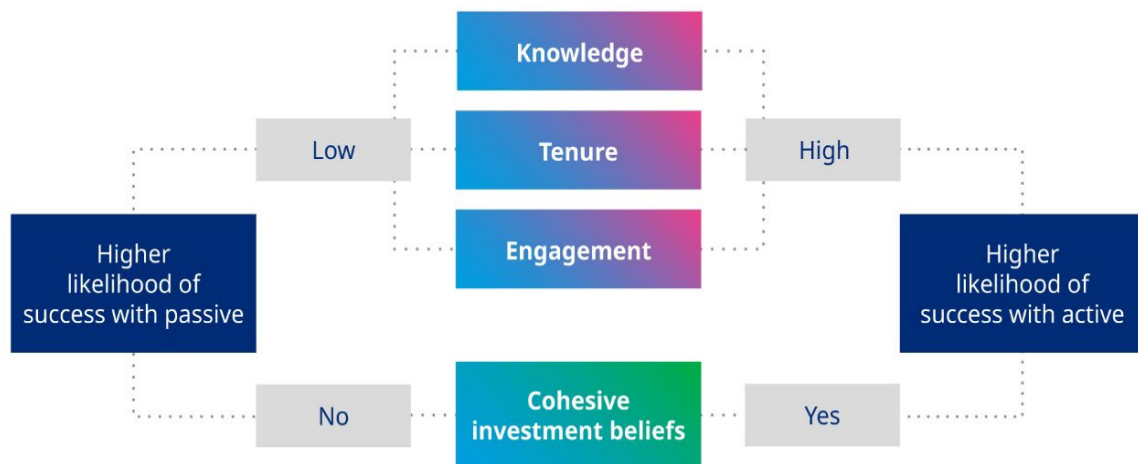 Knowledge
Low
Tenure
High
Engagement
Higher
likelihood of
success with passive
Higher
likelihood of
success with active
No
Cohesive
investment beliefs
Yes